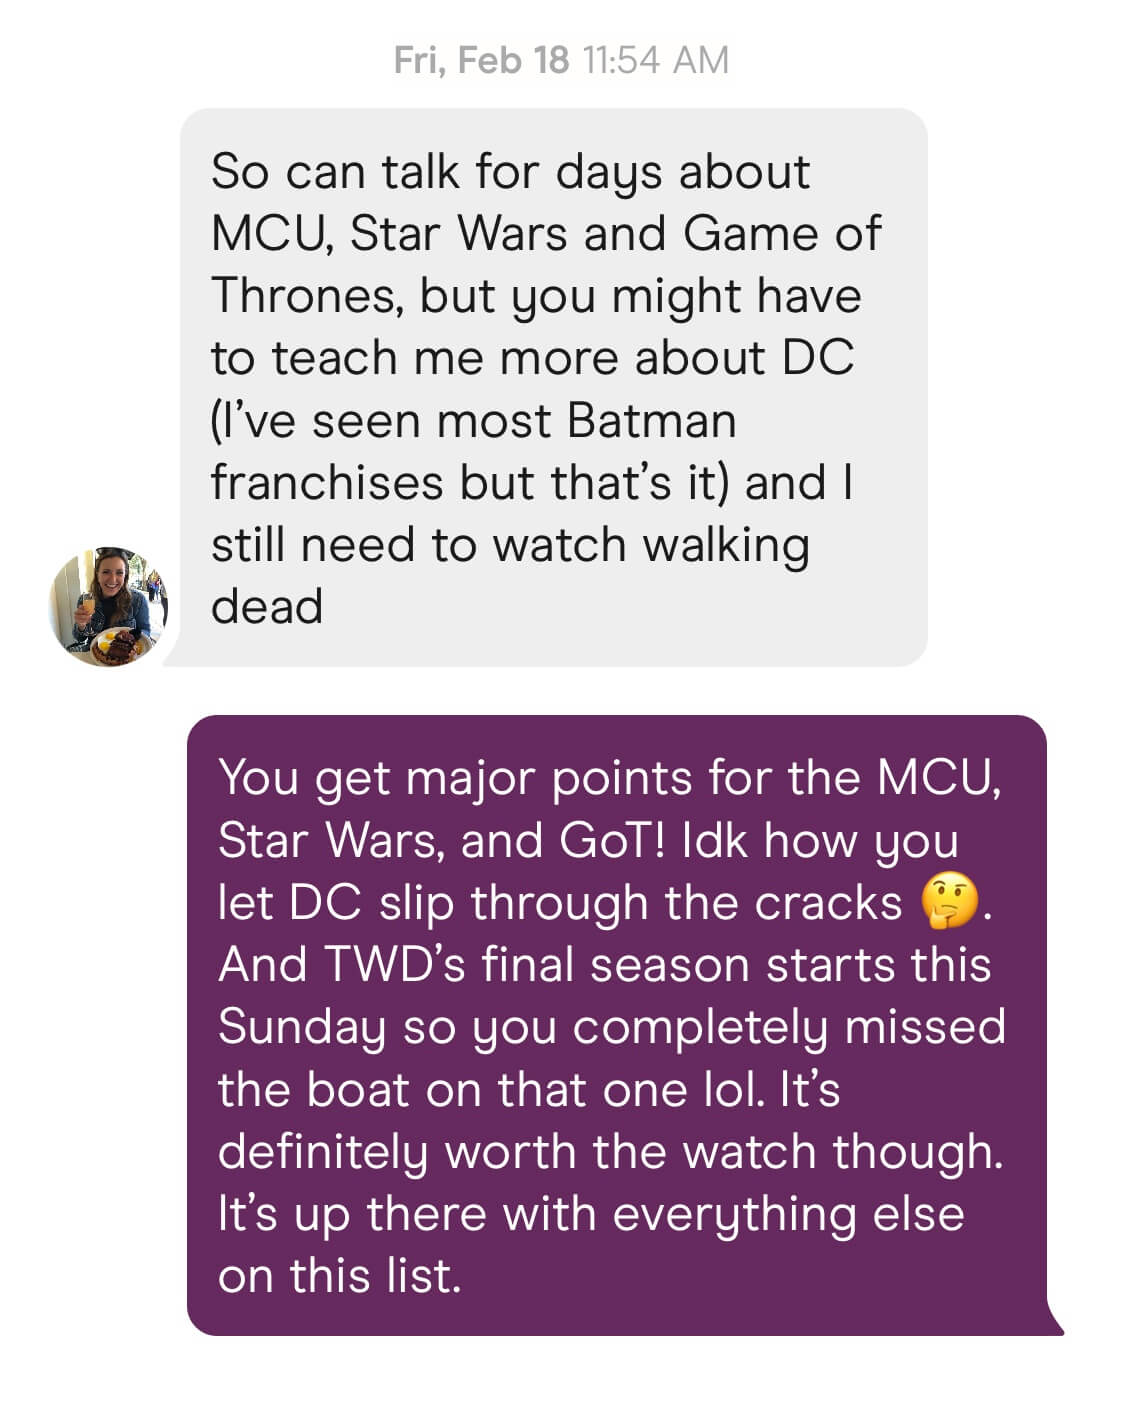 Fri, Feb 18 11:54 AM
So can talk for days about
MCU, Star Wars and Game of
Thrones, but you might have
to teach me more about DC
(I’ve seen most Batman
franchises but that’s it) and I
still need to watch walking
dead
You get major points for the MCU,
Star Wars, and GoT! Idk how you
let DC slip through the cracks 🤔.
And TWD’s final season starts this
Sunday so you completely missed
the boat on that one lol. It’s
definitely worth the watch though.
It’s up there with everything else
on this list.